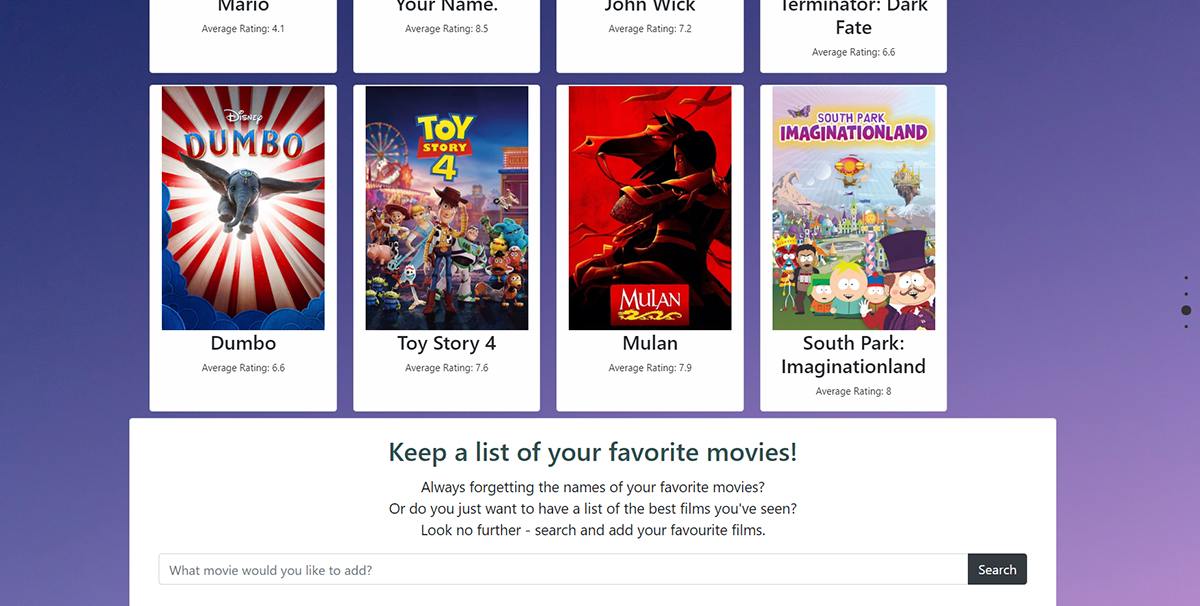 Mario
Your Name.
John Wick
Terminator: Dark
Fate
Average Rating: 4.1
Average Rating: 8.5
Average Rating: 7.2
Average Rating: 6.6
Disney
DUMBO
TOY
STORY
4
MULAN
SOUTH PARK
IMAGINATIONLAND
Dumbo
Toy Story 4
Mulan
South Park:
Imaginationland
Average Rating: 6.6
Average Rating: 7.6
Average Rating: 7.9
Average Rating: 8
Keep a list of your favorite movies!
Always forgetting the names of your favorite movies?
Or do you just want to have a list of the best films you've seen?
Look no further - search and add your favourite films.
What movie would you like to add?
Search